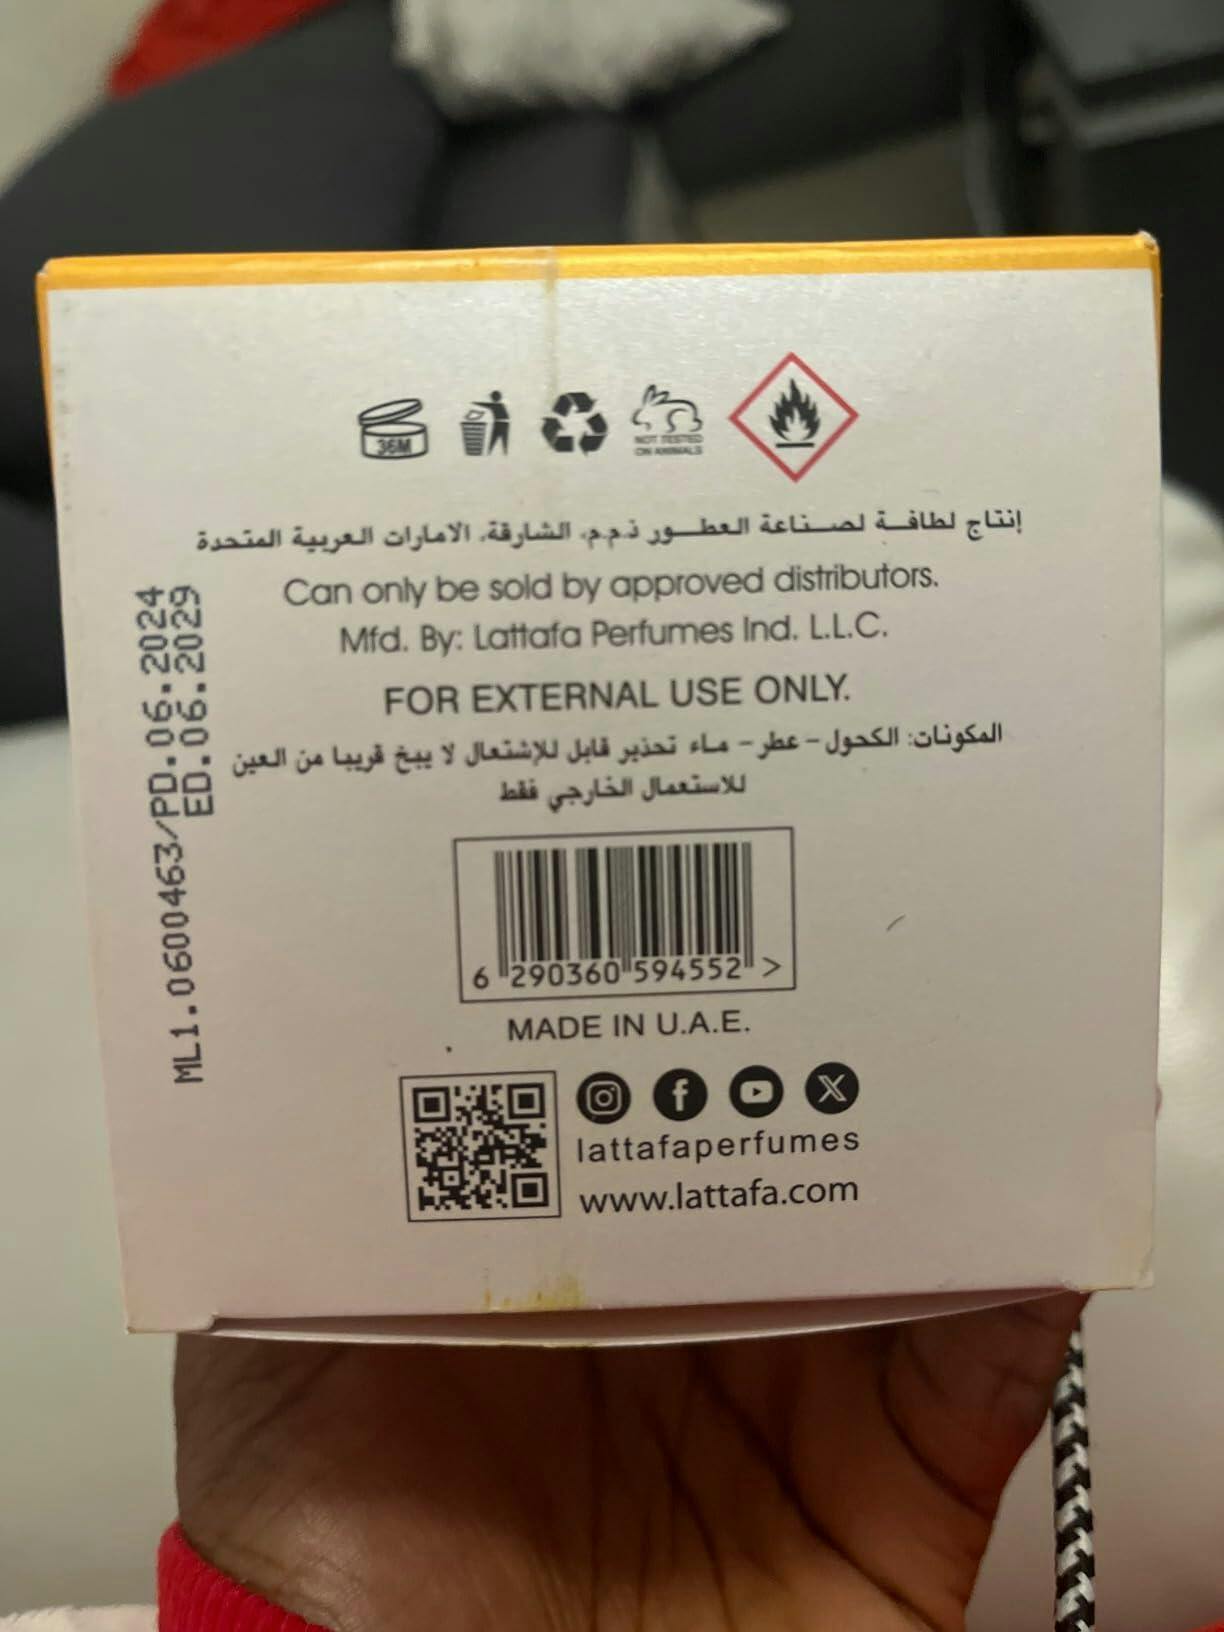 36M
NOT TESTED
ON ANIMALS
إنتاج لطافة لصناعة العطور ذ.م.م. الشارقة، الامارات العربية المتحدة
Can only be sold by approved distributors.
Mfd. By: Lattafa Perfumes Ind. L.L.C.
FOR EXTERNAL USE ONLY.
المكونات: الكحول - عطر - ماء تحذير قابل للإشتعال لا يبخ قريبا من العين
للاستعمال الخارجي فقط
ML1.0600463/PD.06.2024
ED.06.2029
6 290360 594552 >
MADE IN U.A.E.
lattafaperfumes
www.lattafa.com